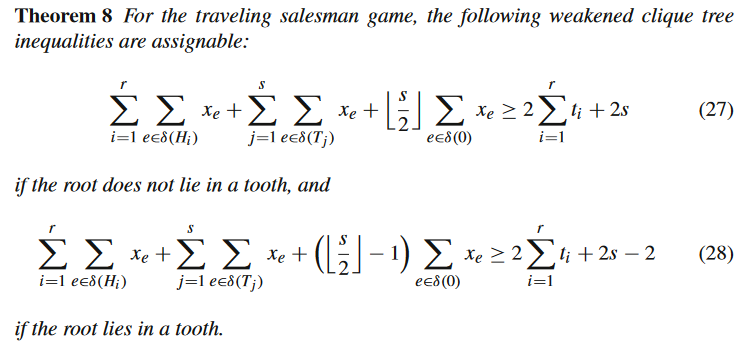 Theorem 8 For the traveling salesman game, the following weakened clique tree
inequalities are assignable:
$$\sum_{i=1}^{r} \sum_{e \in \delta(H_i)} x_e + \sum_{j=1}^{s} \sum_{e \in \delta(T_j)} x_e + \left\lfloor \frac{s}{2} \right\rfloor \sum_{e \in \delta(0)} x_e \geq 2 \sum_{i=1}^{r} t_i + 2s \quad (27)$$
if the root does not lie in a tooth, and
$$\sum_{i=1}^{r} \sum_{e \in \delta(H_i)} x_e + \sum_{j=1}^{s} \sum_{e \in \delta(T_j)} x_e + \left( \left\lfloor \frac{s}{2} \right\rfloor - 1 \right) \sum_{e \in \delta(0)} x_e \geq 2 \sum_{i=1}^{r} t_i + 2s - 2 \quad (28)$$
if the root lies in a tooth.